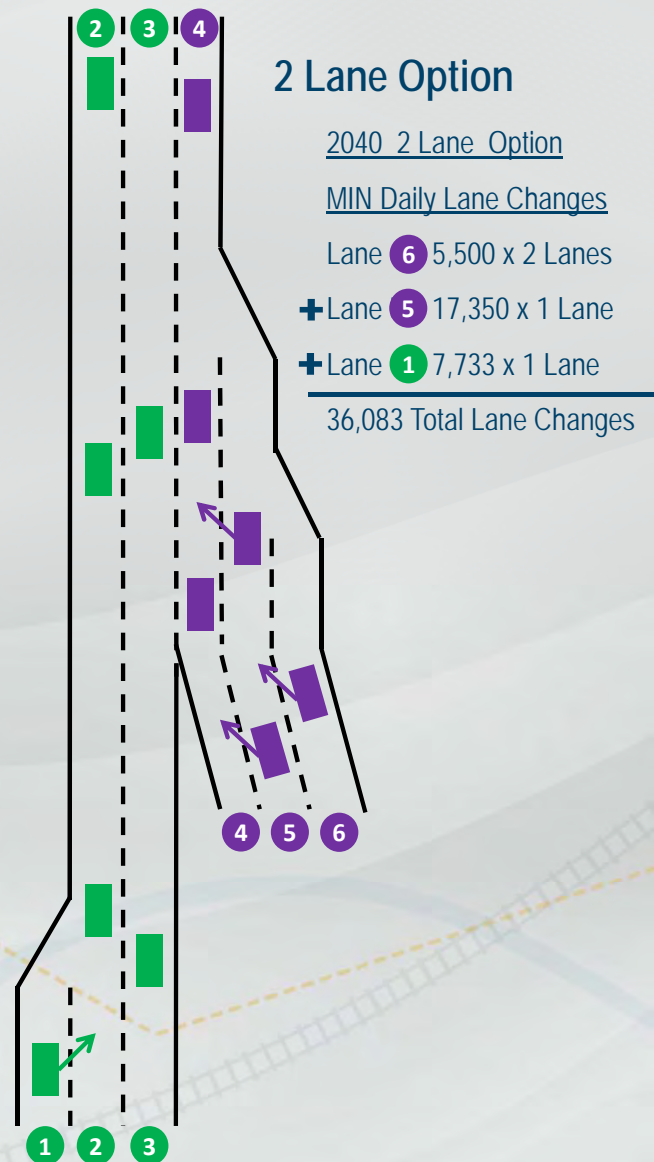 2 3 4
2 Lane Option
2040 2 Lane Option
MIN Daily Lane Changes
Lane 6 5,500 x 2 Lanes
+ Lane 5 17,350 x 1 Lane
+ Lane 1 7,733 x 1 Lane
36,083 Total Lane Changes
4 5 6
1 2 3